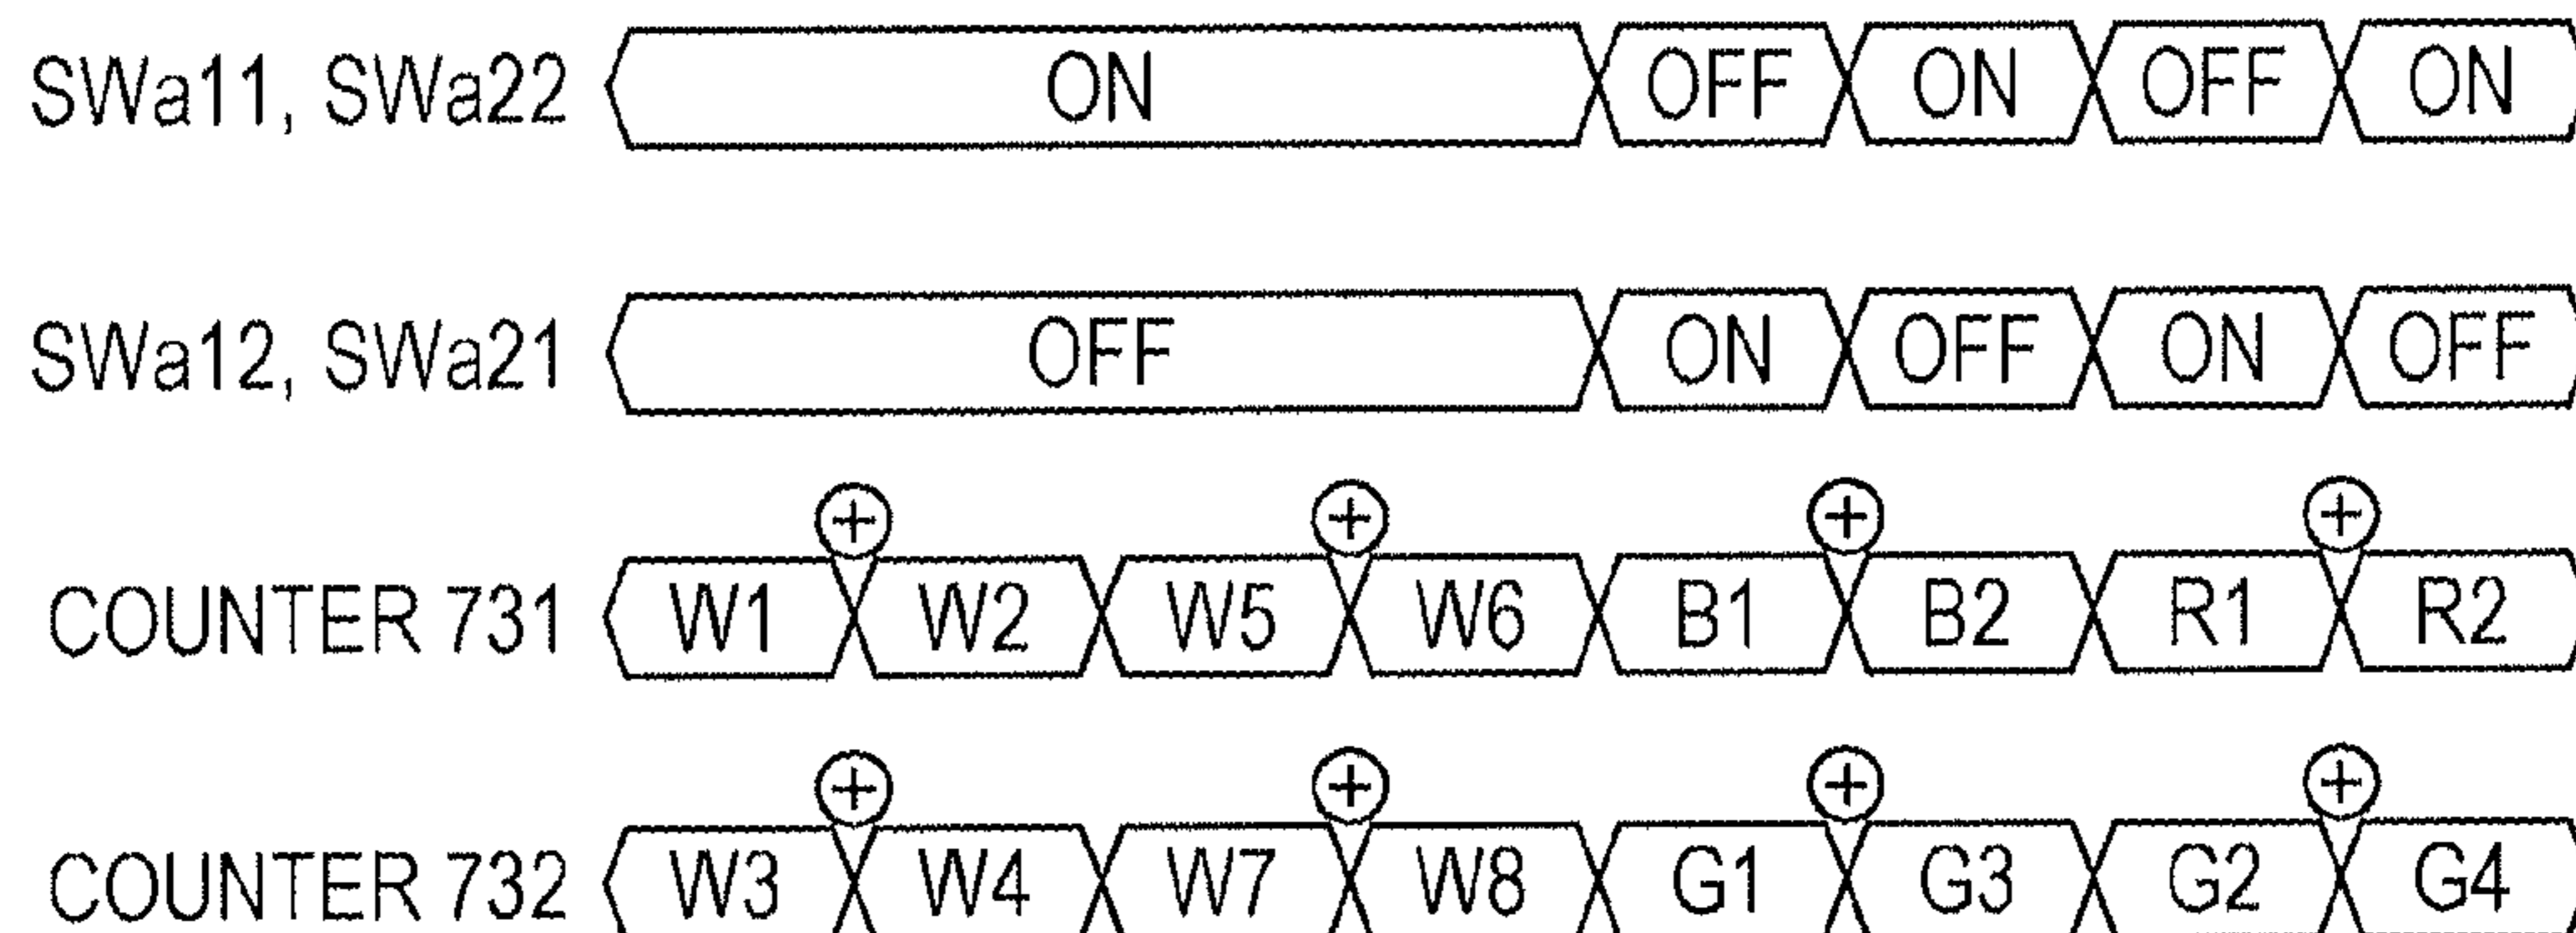 SWa11, SWa22 ON OFF ON OFF ON
SWa12, SWa21 OFF ON OFF ON OFF
+ + + +
COUNTER 731 W1 W2 W5 W6 B1 B2 R1 R2
+ + + +
COUNTER 732 W3 W4 W7 W8 G1 G3 G2 G4